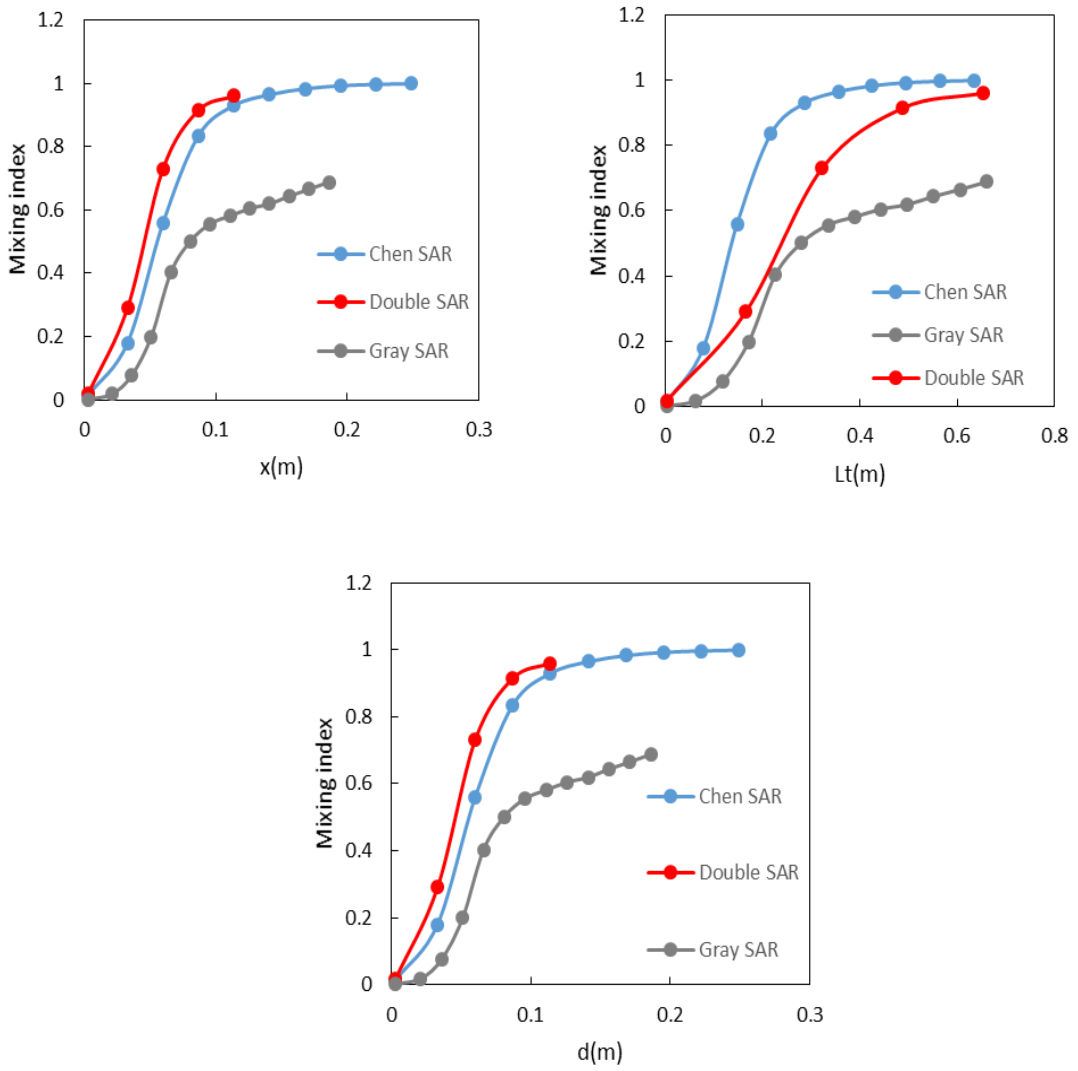 1.2
1
0.8
0.6
0.4
0.2
0
Mixing index
Chen SAR
Double SAR
Gray SAR
0 0.1 0.2 0.3
x(m)
1.2
1
0.8
0.6
0.4
0.2
0
Mixing index
Chen SAR
Gray SAR
Double SAR
0 0.2 0.4 0.6 0.8
Lt(m)
1.2
1
0.8
0.6
0.4
0.2
0
Mixing index
Chen SAR
Double SAR
Gray SAR
0 0.1 0.2 0.3
d(m)